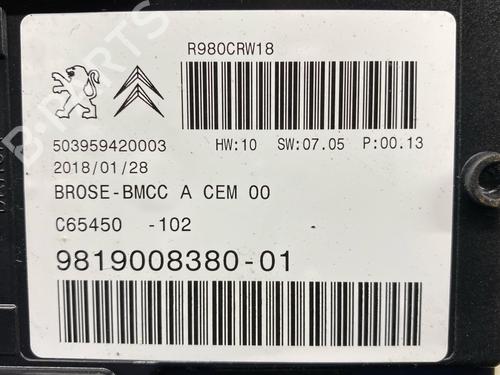 R980CRW18
503959420003 HW:10 SW:07.05 P:00.13
2018/01/28
BROSE-BMCC A CEM 00
C65450 -102
9819008380-01